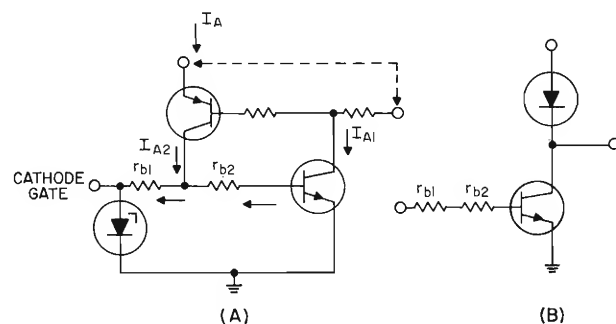 I_A
I_A1
I_A2
r_b1
r_b2
CATHODE
GATE
r_b1
r_b2
(A)
(B)